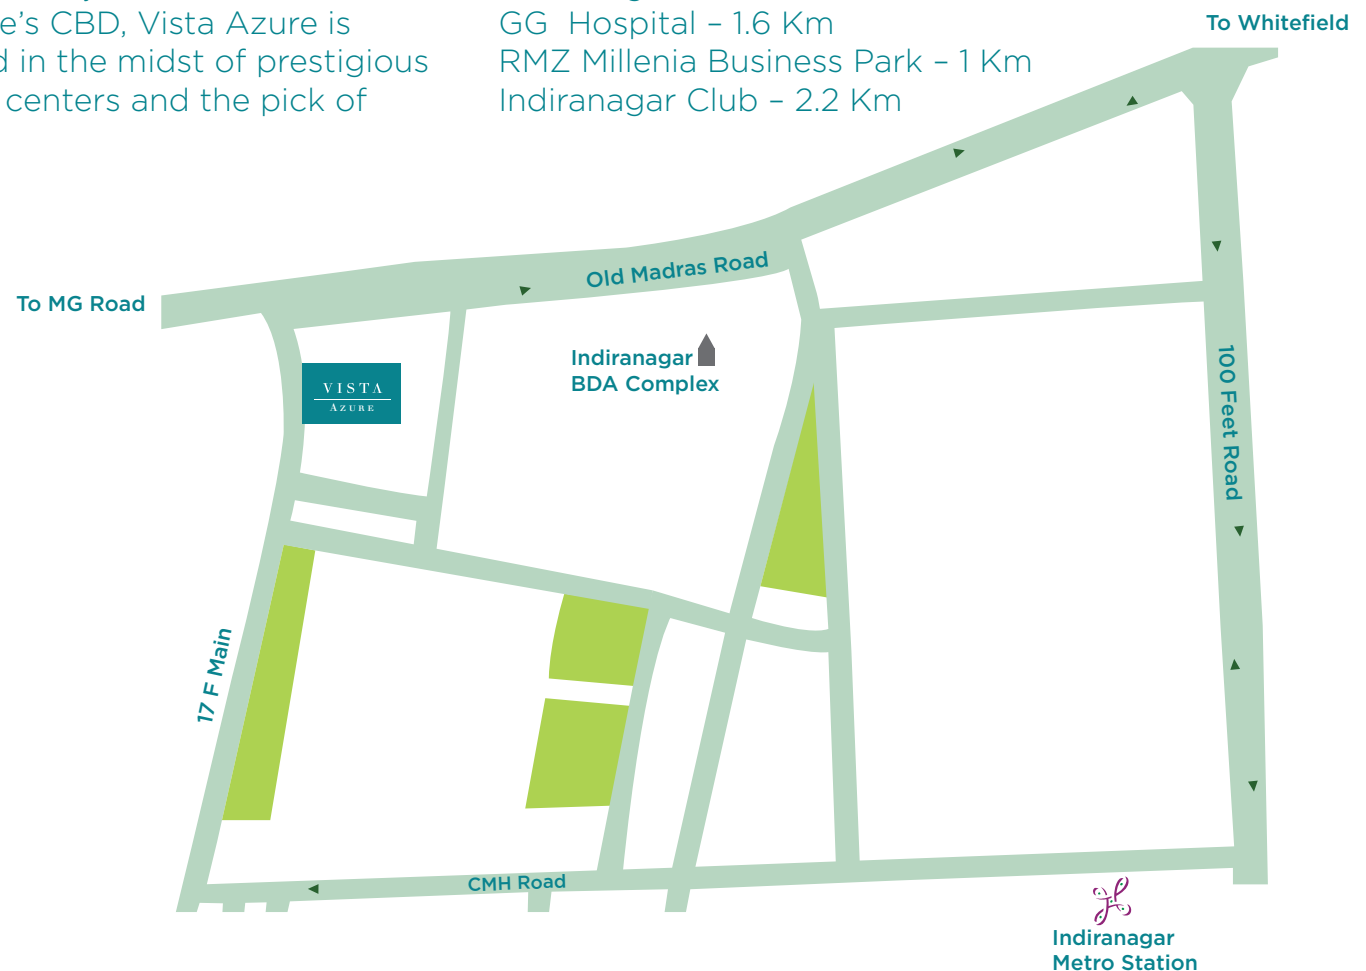 e's CBD, Vista Azure is
d in the midst of prestigious
centers and the pick of
GG Hospital – 1.6 Km
RMZ Millenia Business Park – 1 Km
Indiranagar Club – 2.2 Km
To Whitefield
Old Madras Road
To MG Road
VISTA
AZURE
Indiranagar
BDA Complex
100 Feet Road
17 F Main
CMH Road
Indiranagar
Metro Station